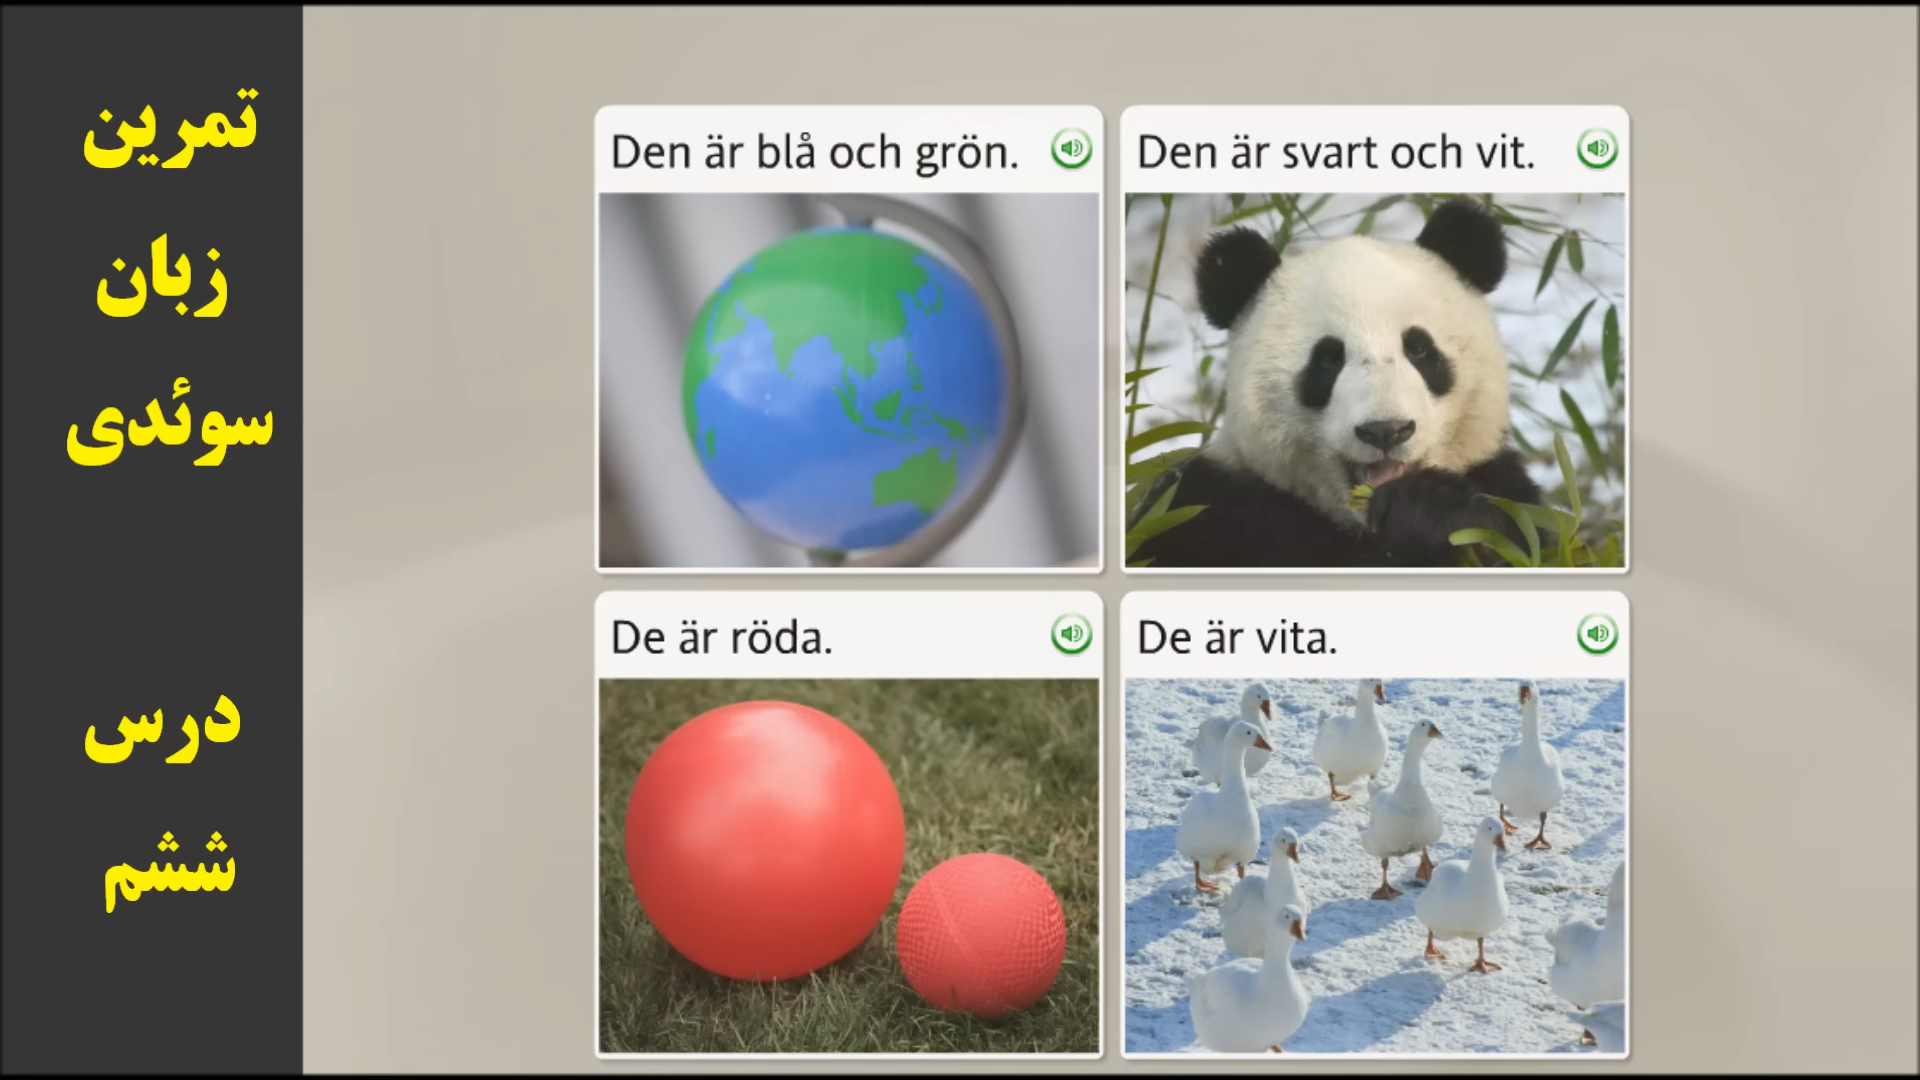 تمرین
زبان
سوئدی
درس
ششم
Den är blå och grön.
Den är svart och vit.
De är röda.
De är vita.